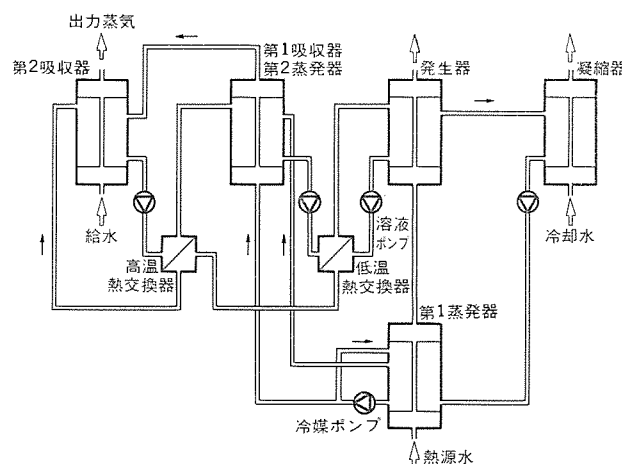 出力蒸気
第2吸収器
第1吸収器
第2蒸発器
発生器
凝縮器
給水
高温
熱交換器
溶液
ポンプ
低温
熱交換器
冷却水
第1蒸発器
冷媒ポンプ
熱源水